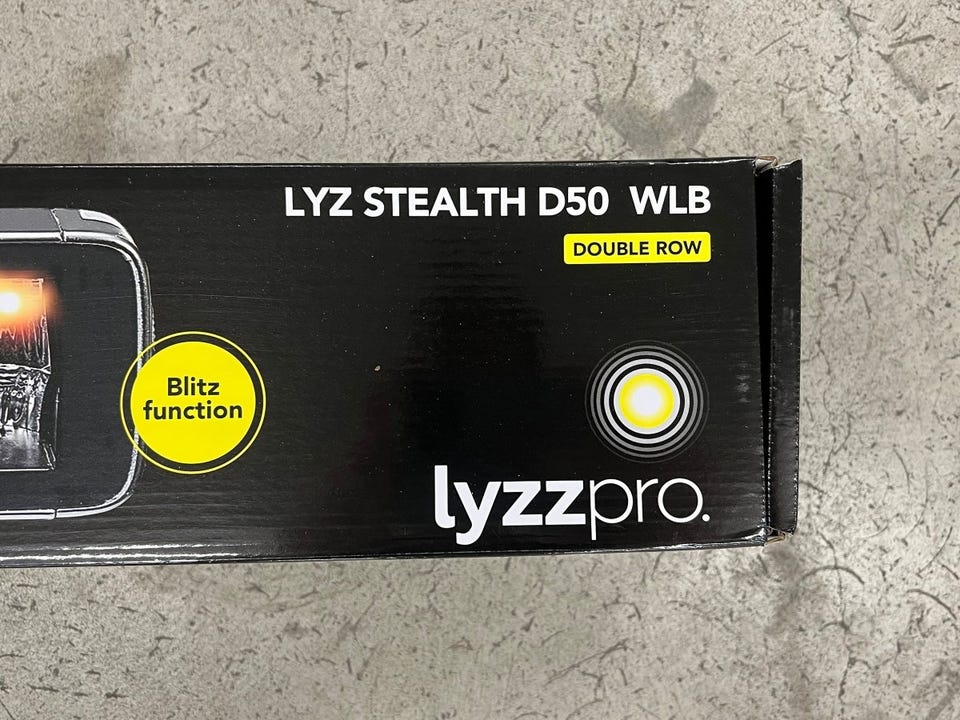 LYZ STEALTH D50 WLB
DOUBLE ROW
Blitz
function
lyzzpro.